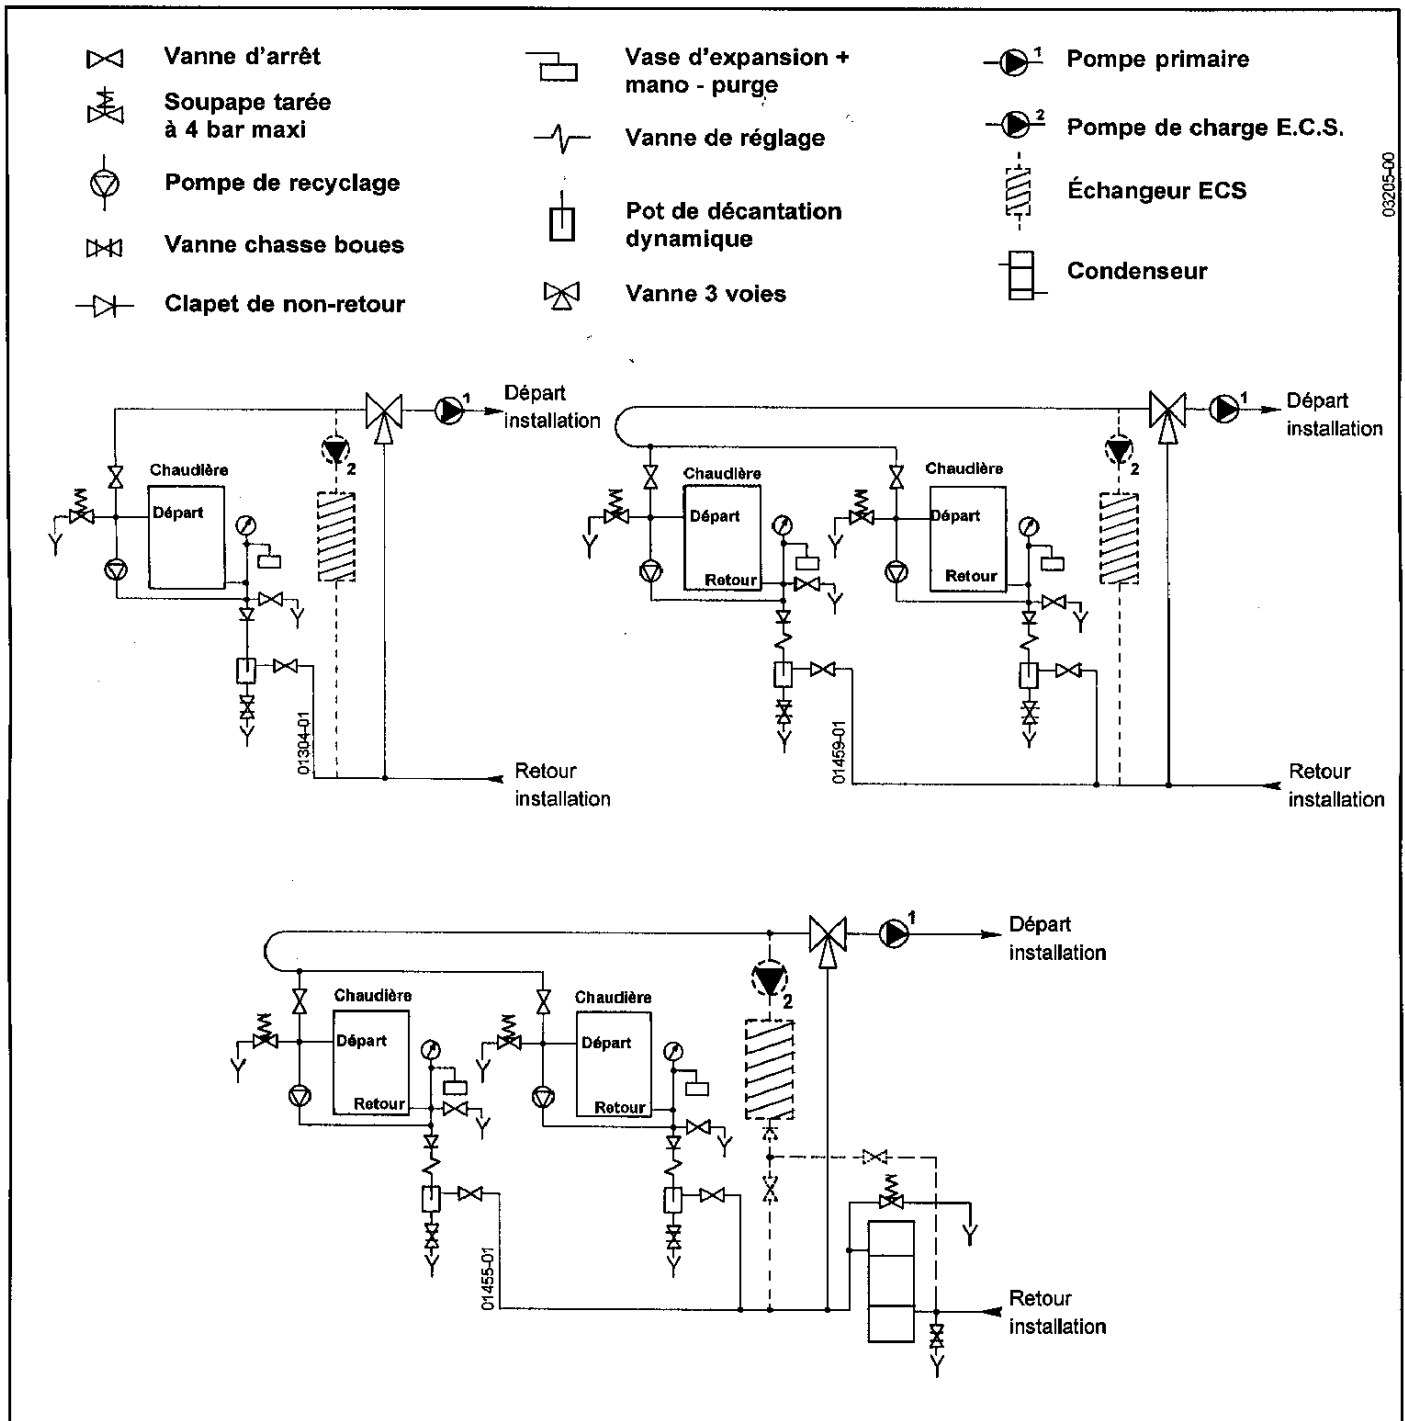 Vanne d'arrêt
Soupape tarée
à 4 bar maxi
Pompe de recyclage
Vanne chasse boues
Clapet de non-retour
Vase d'expansion +
mano - purge
Vanne de réglage
Pot de décantation
dynamique
Vanne 3 voies
1
Pompe primaire
2
Pompe de charge E.C.S.
Échangeur ECS
Condenseur
03205-00
1
Départ
installation
2
Chaudière
Départ
01304-01
Retour
installation
1
Départ
installation
2
Chaudière
Départ
Retour
Chaudière
Départ
Retour
01459-01
Retour
installation
1
Départ
installation
2
Chaudière
Départ
Retour
Chaudière
Départ
Retour
01455-01
Retour
installation